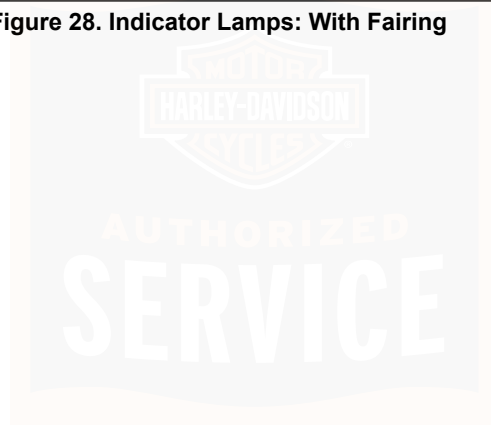 Figure 28. Indicator Lamps: With Fairing
MOTOR
HARLEY-DAVIDSON
CYCLES
AUTHORIZED
SERVICE